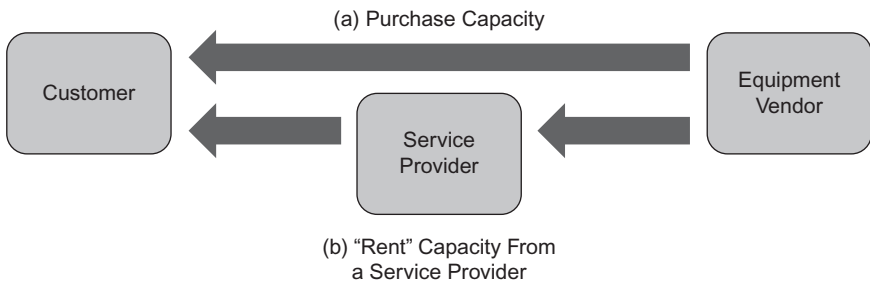 (a) Purchase Capacity
Customer
Equipment
Vendor
Service
Provider
(b) “Rent” Capacity From
a Service Provider